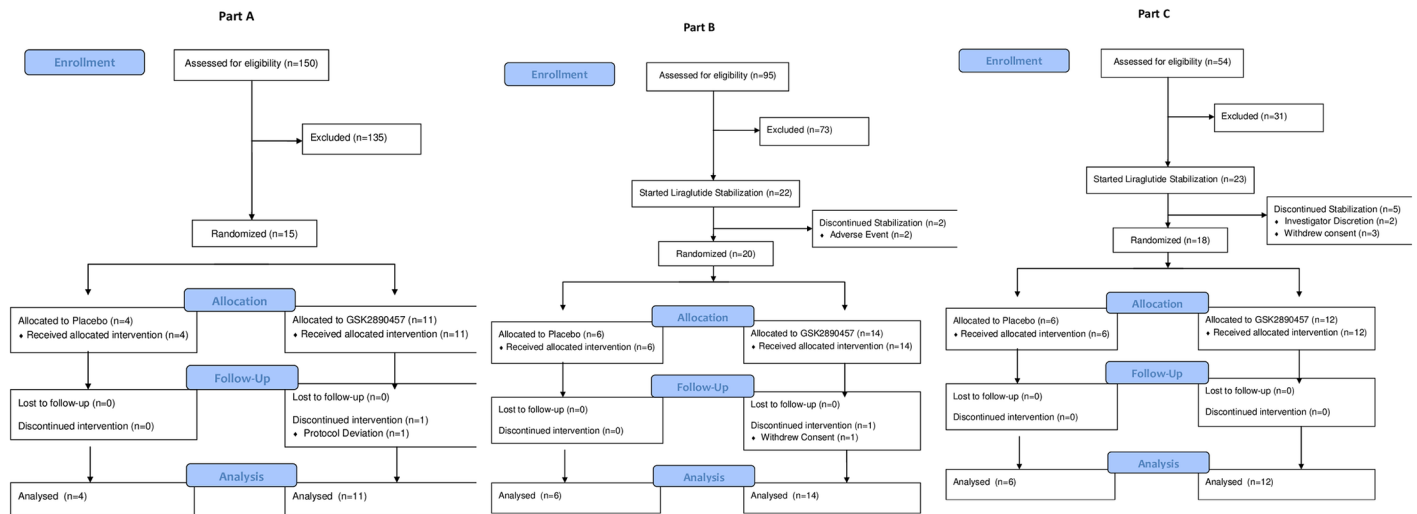 Part A
Enrollment
Assessed for eligibility (n=150)
Excluded (n=135)
Randomized (n=15)
Allocation
Allocated to Placebo (n=4)
♦ Received allocated intervention (n=4)
Allocated to GSK2890457 (n=11)
♦ Received allocated intervention (n=11)
Follow-Up
Lost to follow-up (n=0)
Discontinued intervention (n=0)
Lost to follow-up (n=0)
Discontinued intervention (n=1)
♦ Protocol Deviation (n=1)
Analysis
Analysed (n=4)
Analysed (n=11)
Part B
Enrollment
Assessed for eligibility (n=95)
Excluded (n=73)
Started Liraglutide Stabilization (n=22)
Discontinued Stabilization (n=2)
♦ Adverse Event (n=2)
Randomized (n=20)
Allocation
Allocated to Placebo (n=6)
♦ Received allocated intervention (n=6)
Allocated to GSK2890457 (n=14)
♦ Received allocated intervention (n=14)
Follow-Up
Lost to follow-up (n=0)
Discontinued intervention (n=0)
Lost to follow-up (n=0)
Discontinued intervention (n=1)
♦ Withdrew Consent (n=1)
Analysis
Analysed (n=6)
Analysed (n=14)
Part C
Enrollment
Assessed for eligibility (n=54)
Excluded (n=31)
Started Liraglutide Stabilization (n=23)
Discontinued Stabilization (n=5)
♦ Investigator Discretion (n=2)
♦ Withdrew consent (n=3)
Randomized (n=18)
Allocation
Allocated to Placebo (n=6)
♦ Received allocated intervention (n=6)
Allocated to GSK2890457 (n=12)
♦ Received allocated intervention (n=12)
Follow-Up
Lost to follow-up (n=0)
Discontinued intervention (n=0)
Lost to follow-up (n=0)
Discontinued intervention (n=0)
Analysis
Analysed (n=6)
Analysed (n=12)